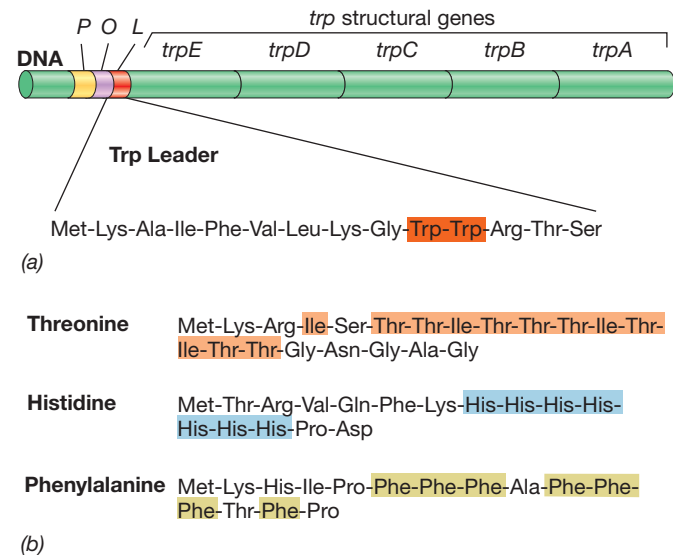 trp structural genes
P O L
trpE trpD trpC trpB trpA
DNA
Trp Leader
Met-Lys-Ala-Ile-Phe-Val-Leu-Lys-Gly-Trp-Trp-Arg-Thr-Ser
(a)
Threonine Met-Lys-Arg-Ile-Ser-Thr-Thr-Ile-Thr-Thr-Thr-Ile-Thr-
Ile-Thr-Thr-Gly-Asn-Gly-Ala-Gly
Histidine Met-Thr-Arg-Val-Gln-Phe-Lys-His-His-His-His-
His-His-His-Pro-Asp
Phenylalanine Met-Lys-His-Ile-Pro-Phe-Phe-Phe-Ala-Phe-Phe-
Phe-Thr-Phe-Pro
(b)